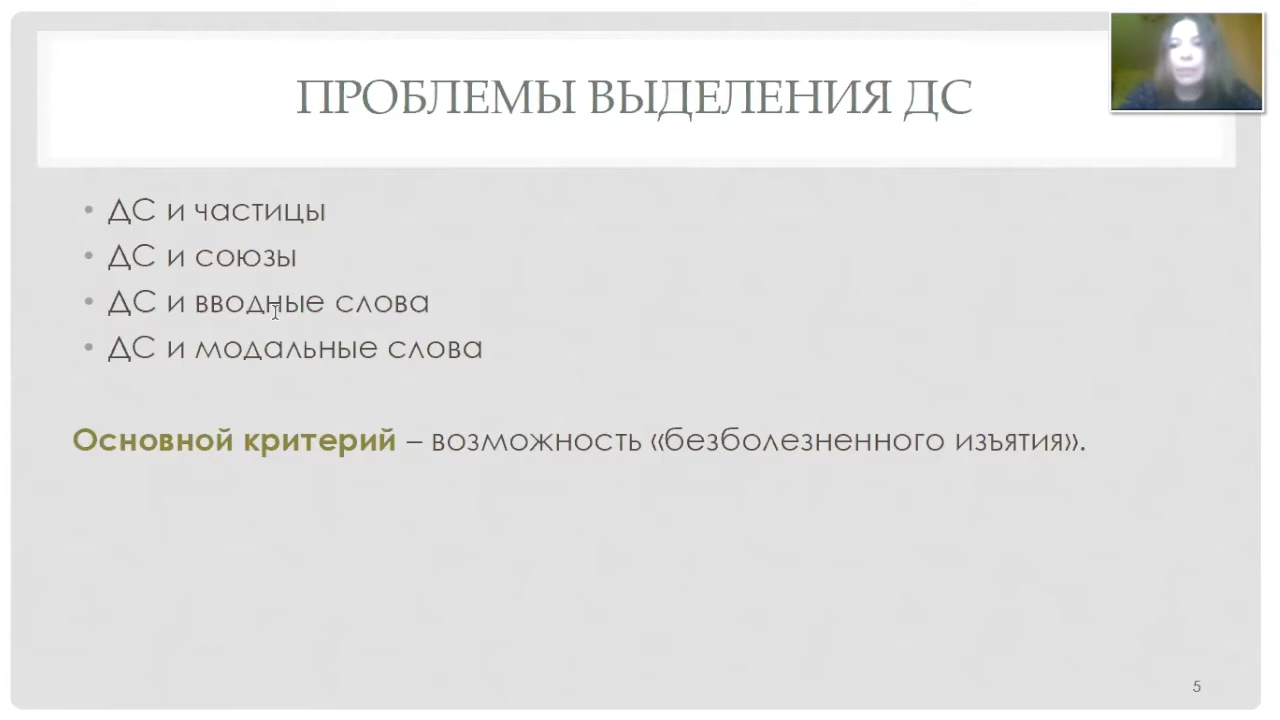 ПРОБЛЕМЫ ВЫДЕЛЕНИЯ ДС
• ДС и частицы
• ДС и союзы
• ДС и вводные слова
• ДС и модальные слова
Основной критерий – возможность «безболезненного изъятия».
5